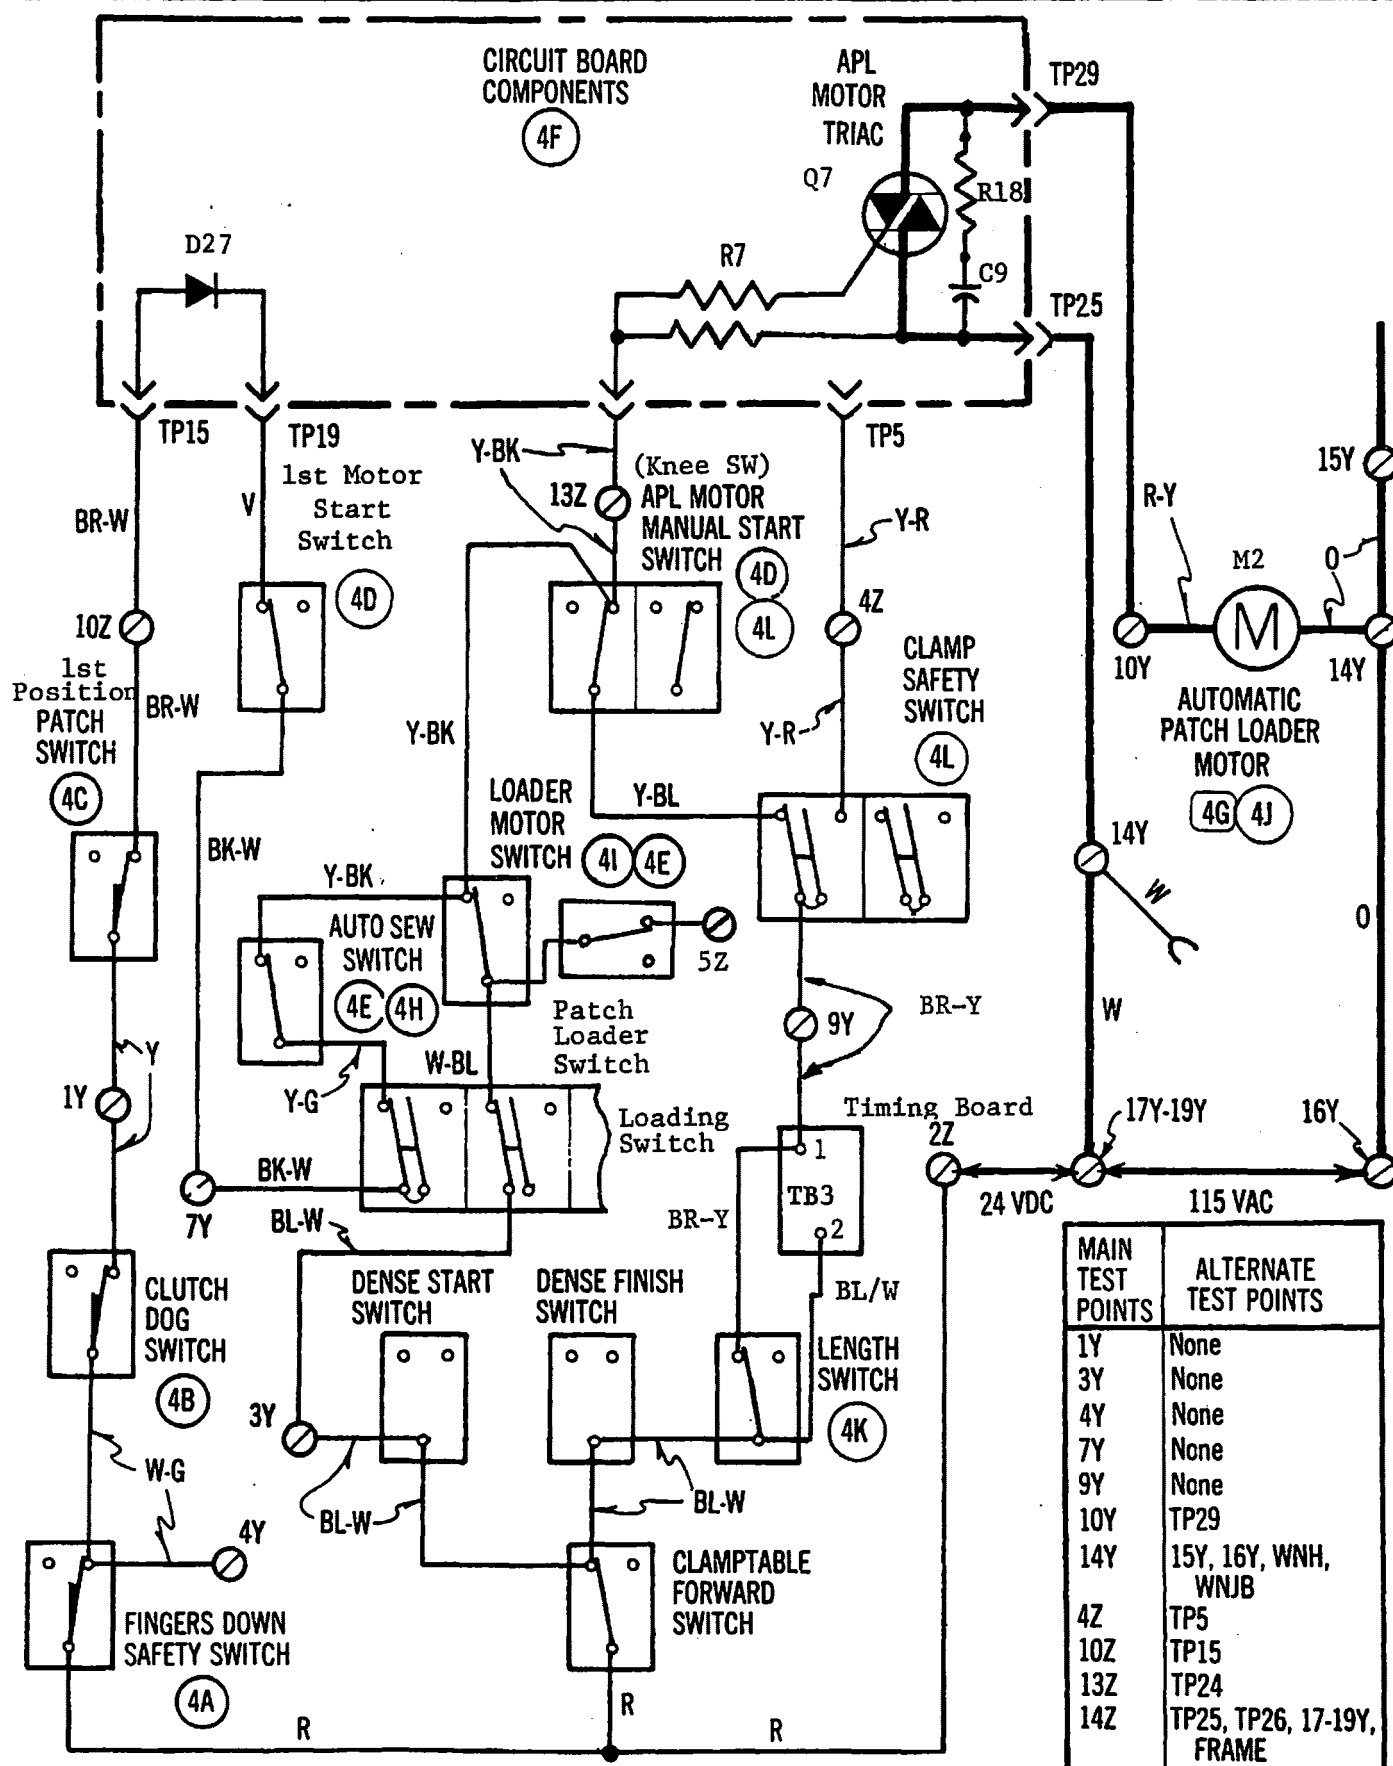 CIRCUIT BOARD
COMPONENTS
4F
APL
MOTOR
TRIAC
TP29
Q7
R18
D27
R7
C9
TP25
TP15
TP19
TP5
Y-BK
(Knee SW)
13Z
APL MOTOR
MANUAL START
SWITCH
4D
4L
1st Motor
Start
Switch
4D
V
BR-W
Y-R
15Y
R-Y
O
M2
M
10Z
4Z
10Y
14Y
1st
Position
PATCH
SWITCH
4C
BR-W
Y-BK
Y-R
CLAMP
SAFETY
SWITCH
4L
AUTOMATIC
PATCH LOADER
MOTOR
4G
4J
LOADER
MOTOR
SWITCH
4I
4E
Y-BL
BK-W
14Y
W
Y-BK
AUTO SEW
SWITCH
4E
4H
5Z
O
Patch
Loader
Switch
BR-Y
9Y
W
Y
1Y
Y-G
W-BL
Loading
Switch
Timing Board
2Z
17Y-19Y
16Y
1
TB3
2
BK-W
7Y
BL-W
BR-Y
24 VDC
115 VAC
CLUTCH
DOG
SWITCH
4B
DENSE START
SWITCH
DENSE FINISH
SWITCH
BL/W
LENGTH
SWITCH
4K
3Y
W-G
BL-W
BL-W
4Y
FINGERS DOWN
SAFETY SWITCH
4A
CLAMPTABLE
FORWARD
SWITCH
R
R
R
MAIN
TEST
POINTS
ALTERNATE
TEST POINTS
1Y None
3Y None
4Y None
7Y None
9Y None
10Y TP29
14Y 15Y, 16Y, WNH,
WNJB
4Z TP5
10Z TP15
13Z TP24
14Z TP25, TP26, 17-19Y,
FRAME